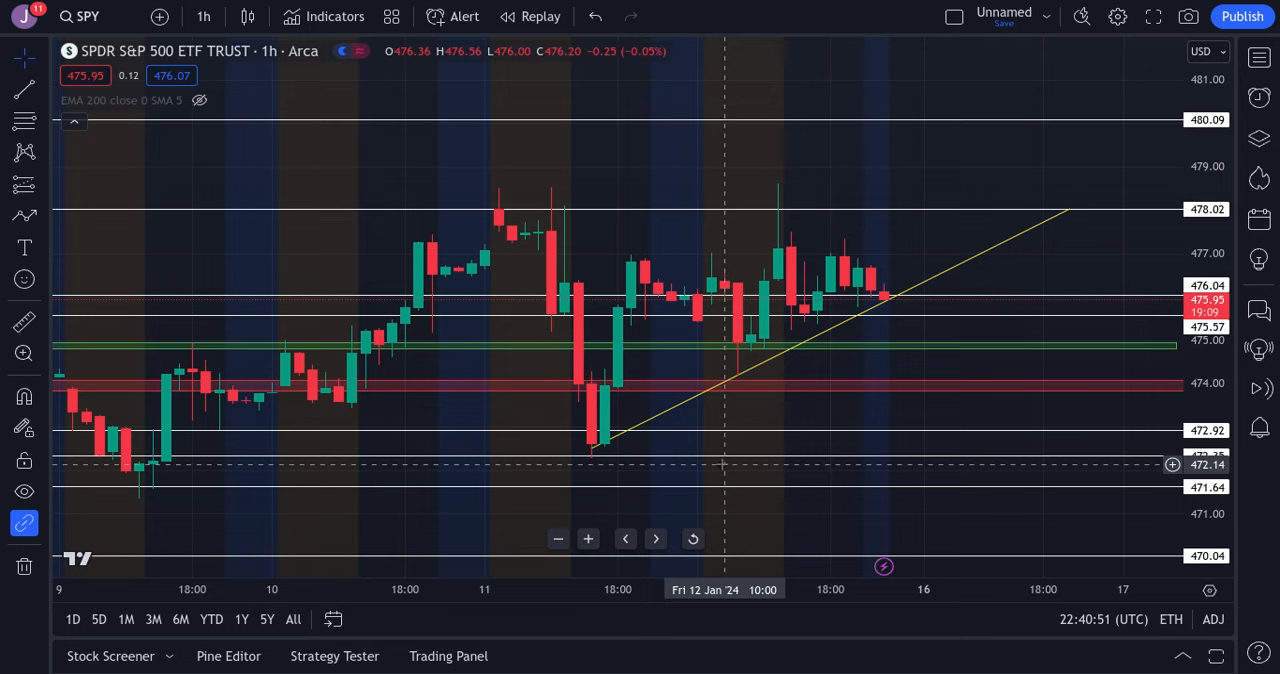 J 11 SPY 1h Indicators Alert Replay Unnamed Save Publish
S SPDR S&P 500 ETF TRUST · 1h · Arca O476.36 H476.56 L476.00 C476.20 −0.25 (−0.05%) USD
475.95 0.12 476.07
481.00
EMA 200 close 0 SMA 5
480.09
479.00
478.02
477.00
476.04
475.95
19:09
475.57
475.00
474.00
472.92
472.35
472.14
471.64
471.00
470.04
9 18:00 10 18:00 11 18:00 Fri 12 Jan '24 10:00 18:00 16 18:00 17
1D 5D 1M 3M 6M YTD 1Y 5Y All 22:40:51 (UTC) ETH ADJ
Stock Screener Pine Editor Strategy Tester Trading Panel